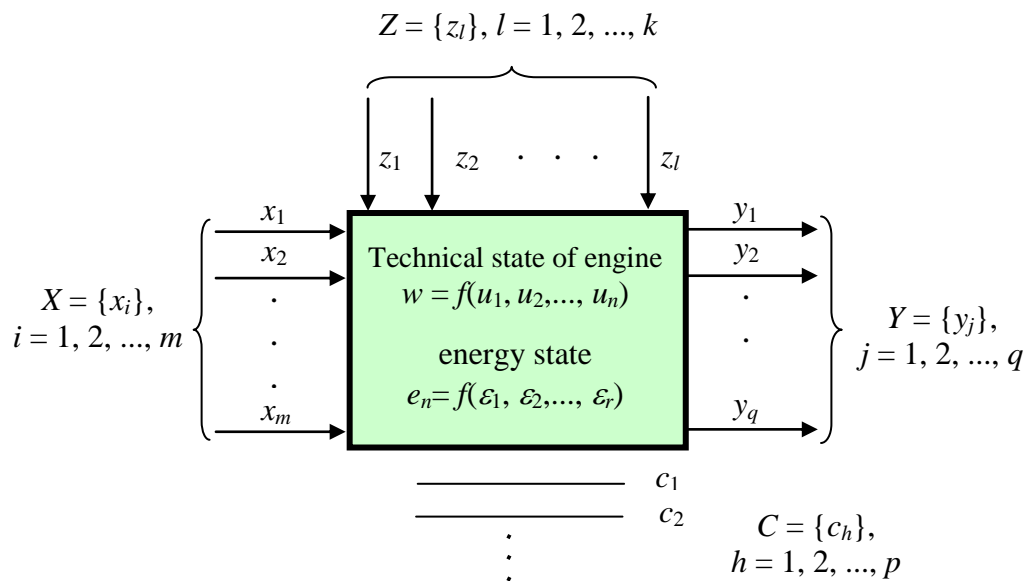 Z = {z_l}, l = 1, 2, ..., k
z_1 z_2 . . . z_l
x_1
x_2
.
.
.
x_m
X = {x_i},
i = 1, 2, ..., m
Technical state of engine
w = f(u_1, u_2,..., u_n)
energy state
e_n= f(ε_1, ε_2,..., ε_r)
y_1
y_2
.
.
y_q
Y = {y_j},
j = 1, 2, ..., q
c_1
c_2
.
.
.
C = {c_h},
h = 1, 2, ..., p